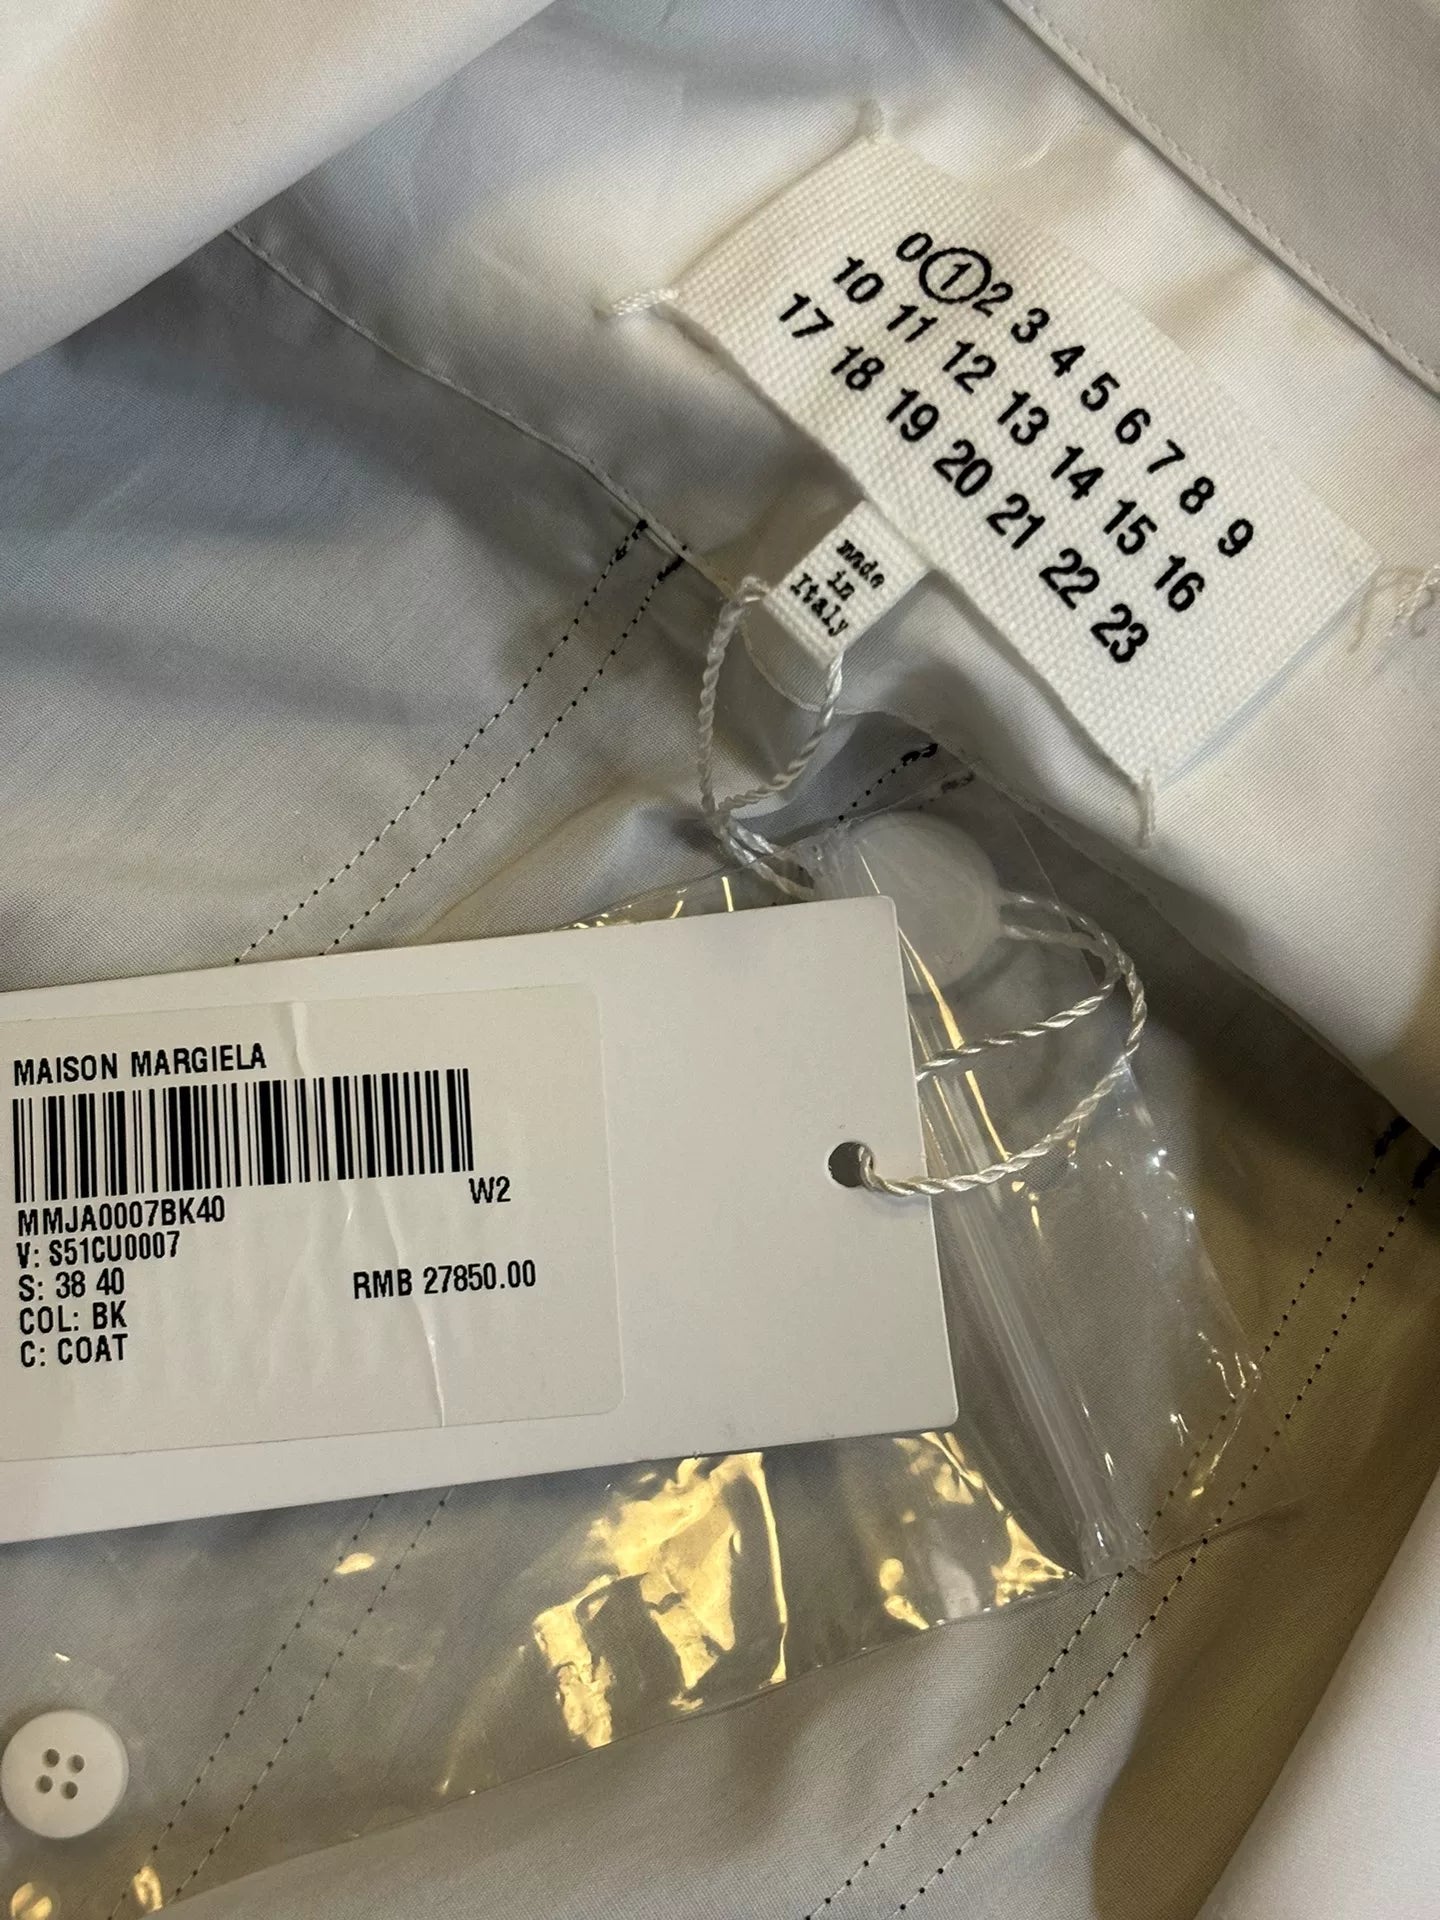 0 1 2 3 4 5 6 7 8 9
10 11 12 13 14 15 16
17 18 19 20 21 22 23
made
in
Italy
MAISON MARGIELA
W2
MMJA0007BK40
V: S51CU0007
S: 38 40 RMB 27850.00
COL: BK
C: COAT